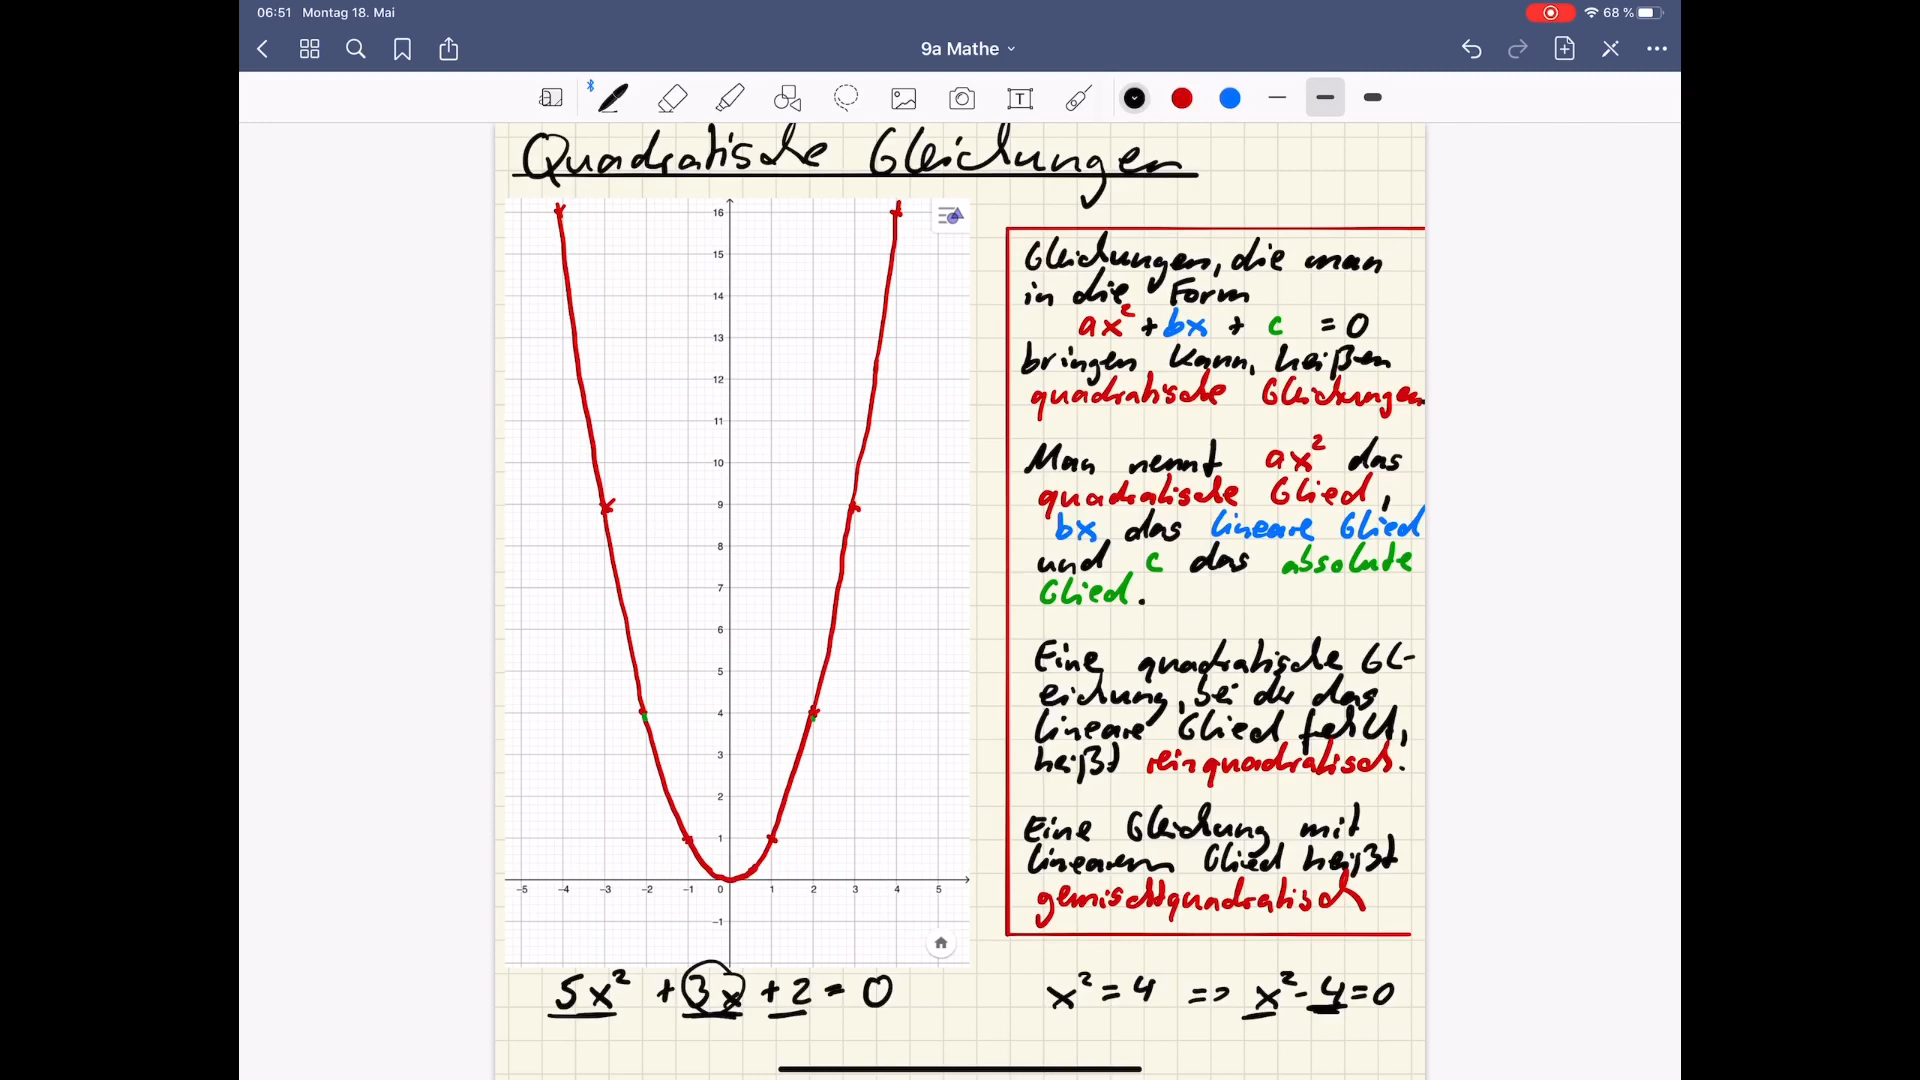 06:51 Montag 18. Mai
68 %
9a Mathe
Quadratische Gleichungen
16
15
14
13
12
11
10
9
8
7
6
5
4
3
2
1
-5 -4 -3 -2 -1 0 1 2 3 4 5
-1
Gleichungen, die man
in die Form
ax² + bx + c = 0
bringen kann, heißen
quadratische Gleichungen.
Man nennt ax² das
quadratische Glied,
bx das lineare Glied
und c das absolute
Glied.
Eine quadratische Gl-
eichung, bei der das
lineare Glied fehlt,
heißt reinquadratisch.
Eine Gleichung mit
linearem Glied heißt
gemischtquadratisch
5x² + 3x + 2 = 0
x² = 4 => x² - 4 = 0